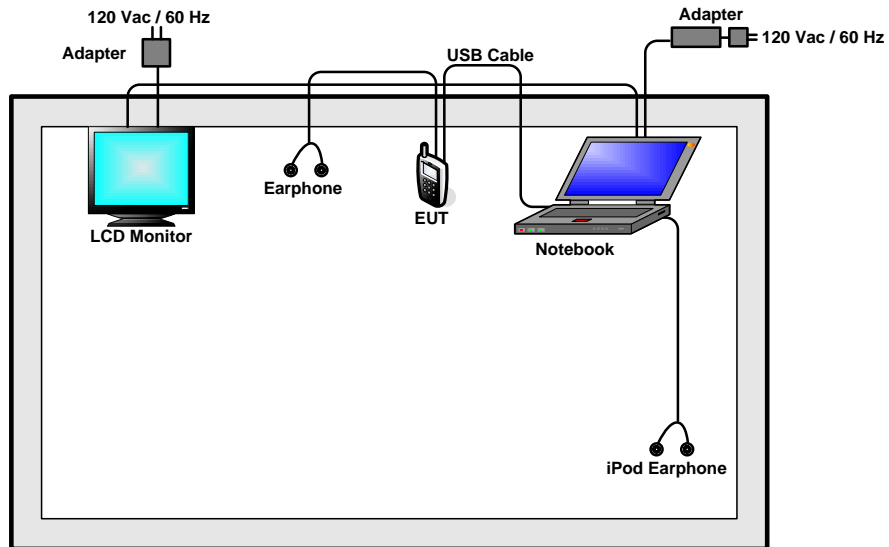 120 Vac / 60 Hz
Adapter
Adapter
120 Vac / 60 Hz
USB Cable
Earphone
EUT
LCD Monitor
Notebook
iPod Earphone